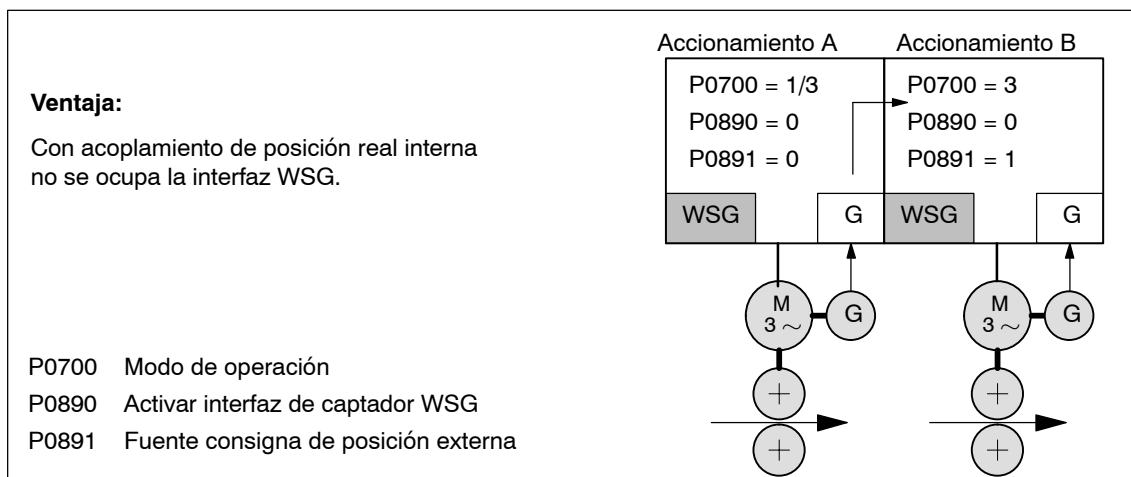 Accionamiento A
Accionamiento B
Ventaja:
Con acoplamiento de posición real interna
no se ocupa la interfaz WSG.
P0700 = 1/3
P0890 = 0
P0891 = 0
P0700 = 3
P0890 = 0
P0891 = 1
WSG
G
WSG
G
M
3 ~
G
M
3 ~
G
P0700 Modo de operación
P0890 Activar interfaz de captador WSG
P0891 Fuente consigna de posición externa